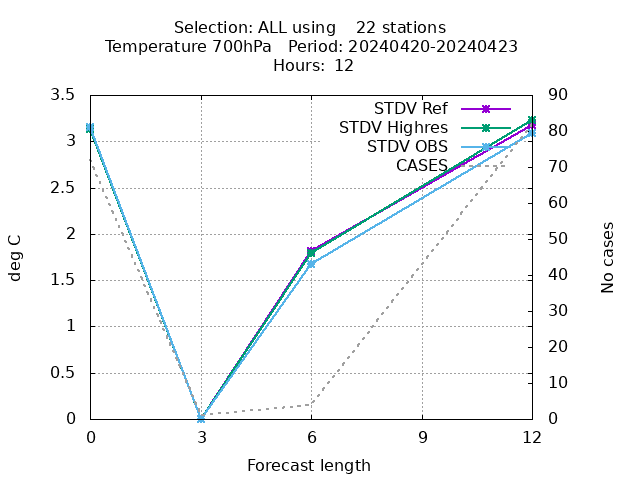 Selection: ALL using    22 stations
Temperature 700hPa   Period: 20240420-20240423
Hours: 12
3.5
3
2.5
2
1.5
1
0.5
0
90
80
70
60
50
40
30
20
10
0
STDV Ref
STDV Highres
STDV OBS
CASES
deg C
No cases
0 3 6 9 12
Forecast length